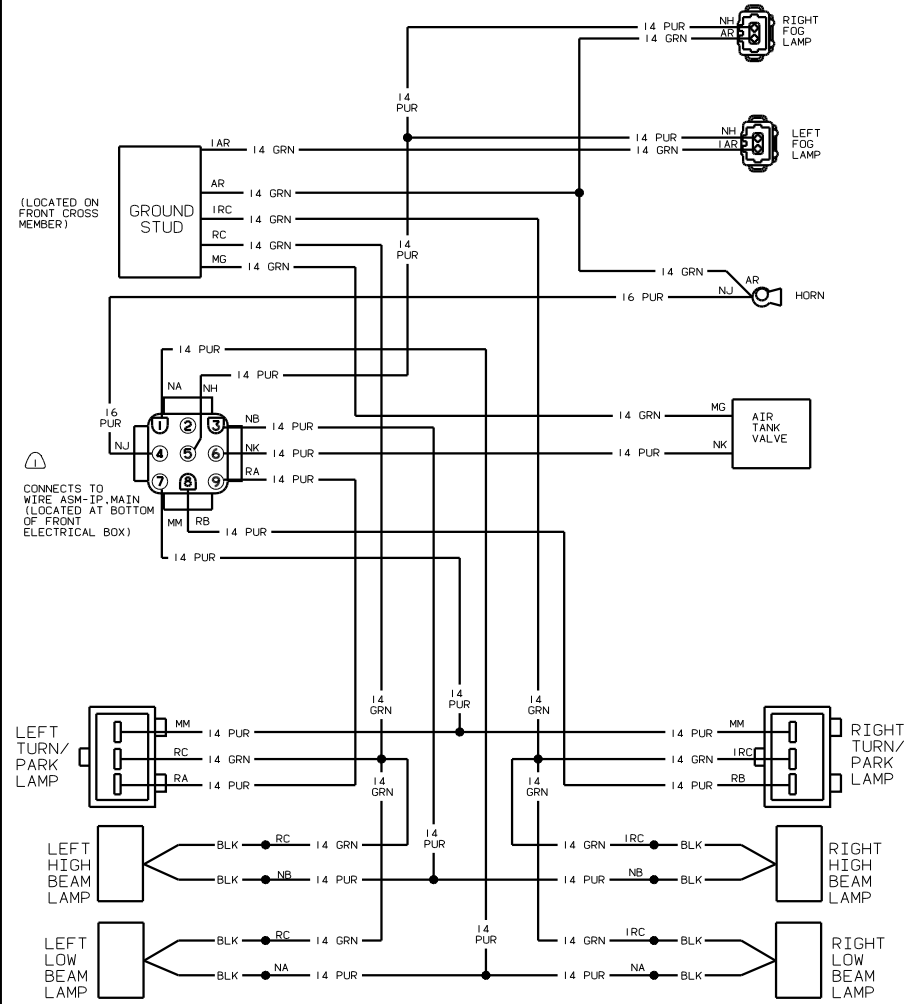 14 PUR NH RIGHT
14 GRN AR FOG
LAMP
14
PUR
14 PUR NH LEFT
1AR 14 GRN 14 GRN 1AR FOG
LAMP
(LOCATED ON
FRONT CROSS
MEMBER)
GROUND
STUD
AR 14 GRN
1RC 14 GRN
RC 14 GRN
MG 14 GRN
14
PUR
14 GRN AR
16 PUR NJ HORN
14 PUR
14 PUR
NA NH
16
PUR
NJ
1 2 3
4 5 6
7 8 9
NB 14 PUR
NK 14 PUR
RA 14 PUR
14 GRN MG
14 PUR NK
AIR
TANK
VALVE
1
CONNECTS TO
WIRE ASM-IP,MAIN
(LOCATED AT BOTTOM
OF FRONT
ELECTRICAL BOX)
MM RB
14 PUR
14 PUR
14
GRN
14
PUR
14
GRN
LEFT
TURN/
PARK
LAMP
MM 14 PUR
RC 14 GRN
RA 14 PUR
14 PUR MM
14 GRN 1RC
14 PUR RB
RIGHT
TURN/
PARK
LAMP
14
GRN
14
GRN
14
PUR
LEFT
HIGH
BEAM
LAMP
BLK RC 14 GRN
BLK NB 14 PUR
14 GRN 1RC BLK
14 PUR NB BLK
RIGHT
HIGH
BEAM
LAMP
14
PUR
LEFT
LOW
BEAM
LAMP
BLK RC 14 GRN
BLK NA 14 PUR
14 GRN 1RC BLK
14 PUR NA BLK
RIGHT
LOW
BEAM
LAMP